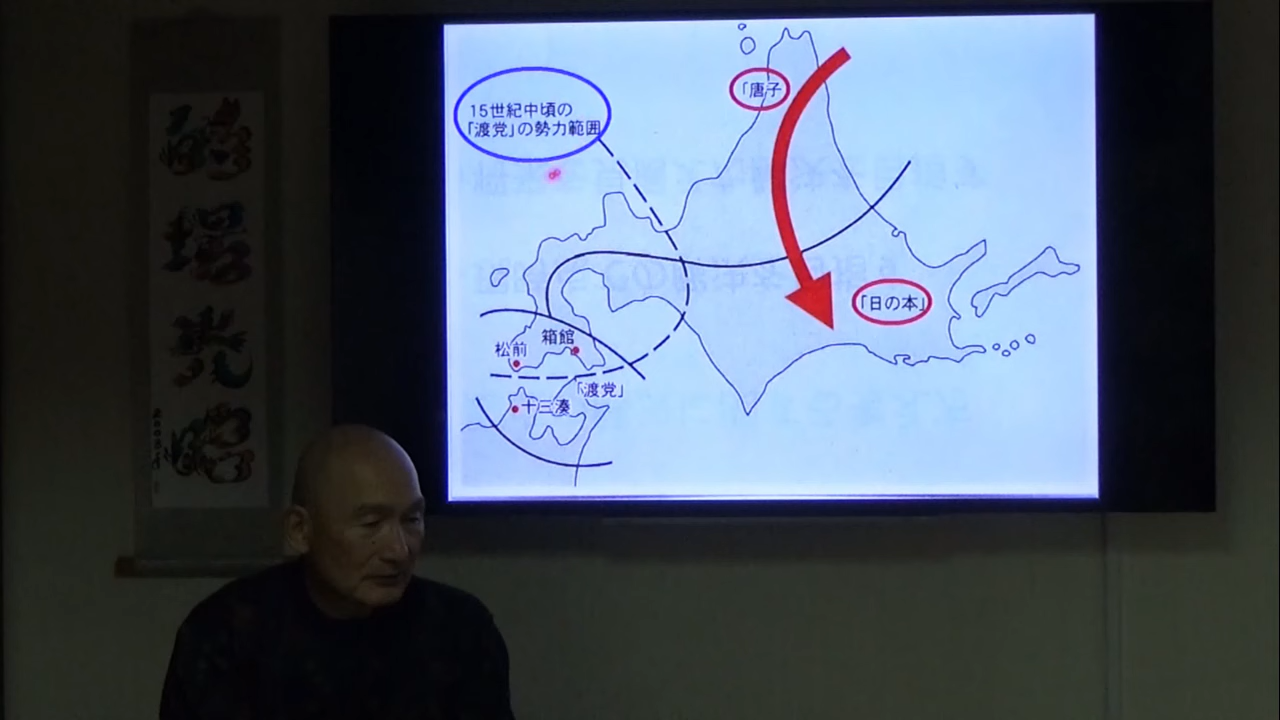 15世紀中頃の
「渡党」の勢力範囲
「唐子
「日の本」
箱館
松前
「渡党」
十三湊